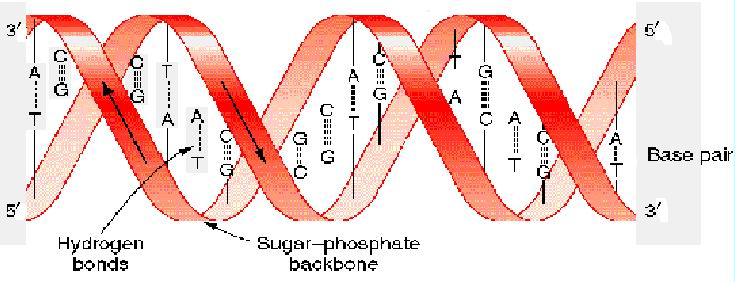 3′ 5′
C C T C T
A A G
G G G A
T A A C T C A
C G C A
Base pair
T G C G T G T
5′ 3′
Hydrogen
bonds
Sugar–phosphate
backbone